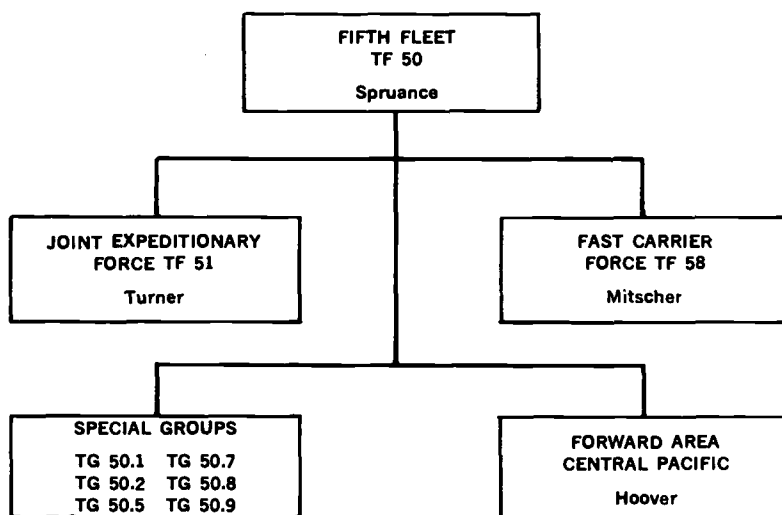 FIFTH FLEET
TF 50
Spruance
JOINT EXPEDITIONARY
FORCE TF 51
Turner
FAST CARRIER
FORCE TF 58
Mitscher
SPECIAL GROUPS
TG 50.1 TG 50.7
TG 50.2 TG 50.8
TG 50.5 TG 50.9
FORWARD AREA
CENTRAL PACIFIC
Hoover